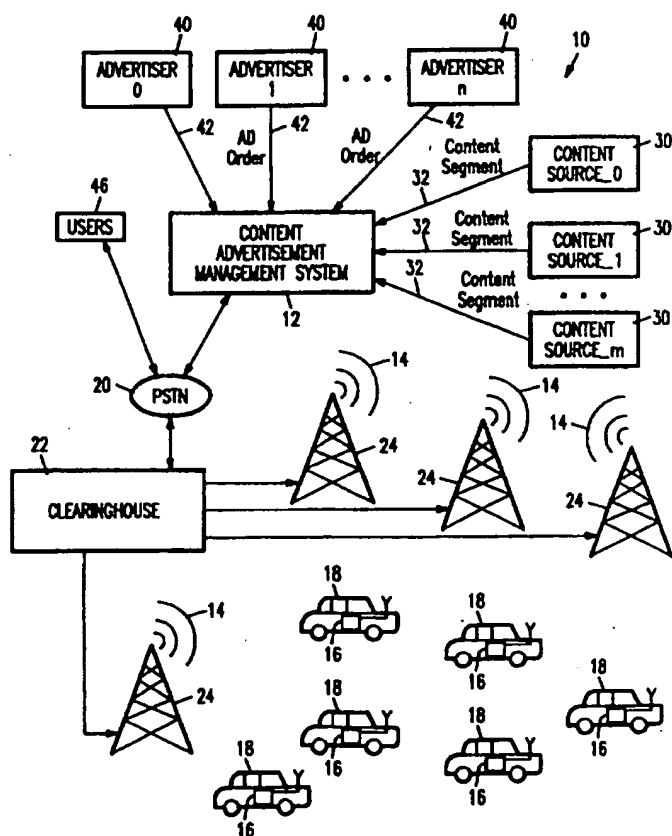 40
40
40
10
ADVERTISER
0
ADVERTISER
1
. . .
ADVERTISER
n
42
42
42
AD
Order
AD
Order
Content
Segment
32
30
CONTENT
SOURCE_0
46
USERS
CONTENT
ADVERTISEMENT
MANAGEMENT SYSTEM
12
Content
Segment
32
30
CONTENT
SOURCE_1
. . .
Content
Segment
32
30
CONTENT
SOURCE_m
20
PSTN
14
14
14
22
CLEARINGHOUSE
24
24
24
14
24
18
16
18
16
18
16
18
16
18
16
18
16